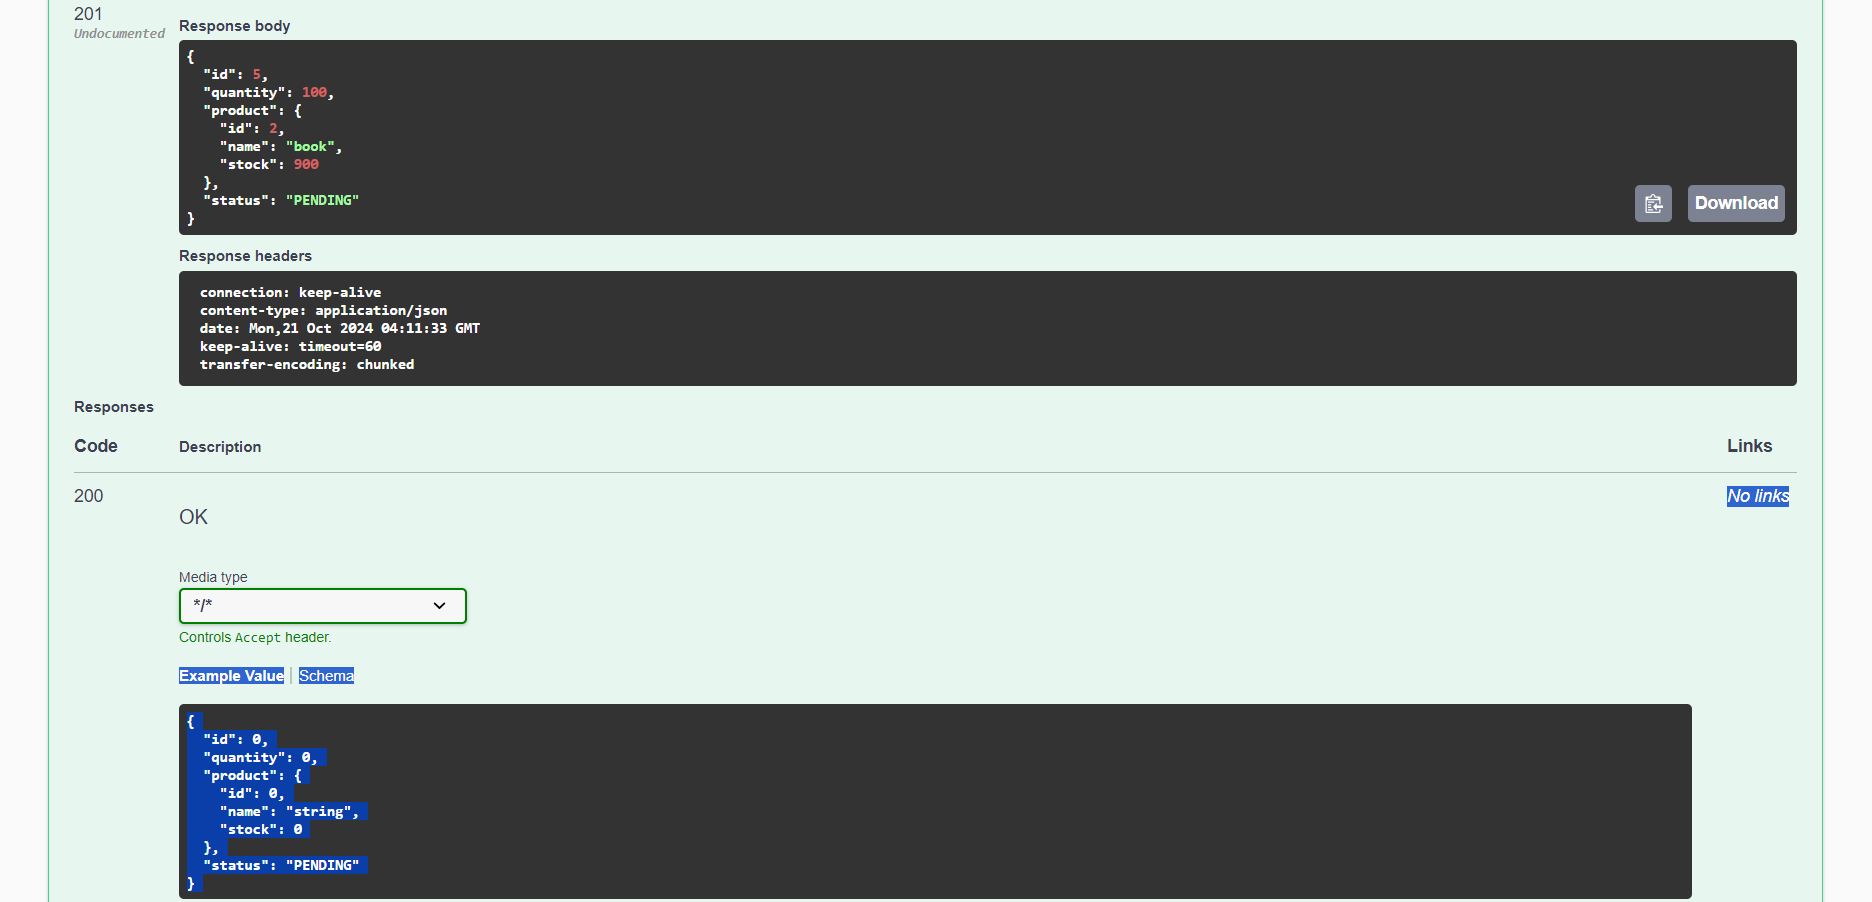 201
Undocumented
Response body
{
  "id": 5,
  "quantity": 100,
  "product": {
    "id": 2,
    "name": "book",
    "stock": 900
  },
  "status": "PENDING"
}
Download
Response headers
connection: keep-alive
content-type: application/json
date: Mon,21 Oct 2024 04:11:33 GMT
keep-alive: timeout=60
transfer-encoding: chunked
Responses
Code Description Links
200 No links
OK
Media type
*/*
Controls Accept header.
Example Value | Schema
{
  "id": 0,
  "quantity": 0,
  "product": {
    "id": 0,
    "name": "string",
    "stock": 0
  },
  "status": "PENDING"
}